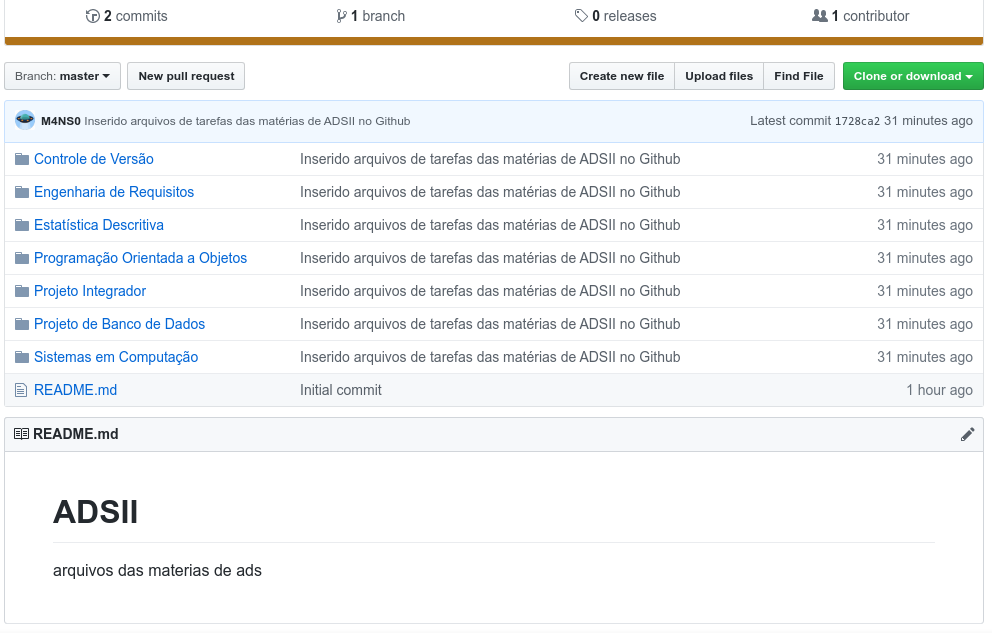 2 commits 1 branch 0 releases 1 contributor
Branch: master New pull request Create new file Upload files Find File Clone or download
M4NS0 Inserido arquivos de tarefas das matérias de ADSII no Github Latest commit 1728ca2 31 minutes ago
Controle de Versão Inserido arquivos de tarefas das matérias de ADSII no Github 31 minutes ago
Engenharia de Requisitos Inserido arquivos de tarefas das matérias de ADSII no Github 31 minutes ago
Estatística Descritiva Inserido arquivos de tarefas das matérias de ADSII no Github 31 minutes ago
Programação Orientada a Objetos Inserido arquivos de tarefas das matérias de ADSII no Github 31 minutes ago
Projeto Integrador Inserido arquivos de tarefas das matérias de ADSII no Github 31 minutes ago
Projeto de Banco de Dados Inserido arquivos de tarefas das matérias de ADSII no Github 31 minutes ago
Sistemas em Computação Inserido arquivos de tarefas das matérias de ADSII no Github 31 minutes ago
README.md Initial commit 1 hour ago
README.md
ADSII
arquivos das materias de ads